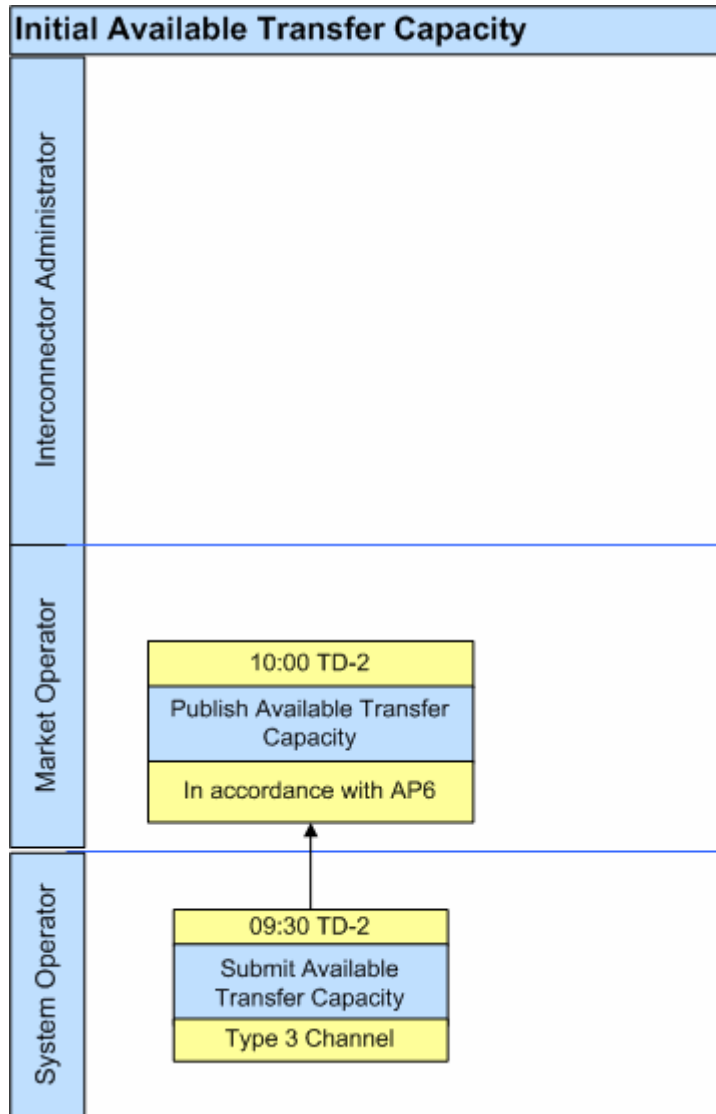 Initial Available Transfer Capacity
Interconnector Administrator
Market Operator
10:00 TD-2
Publish Available Transfer
Capacity
In accordance with AP6
System Operator
09:30 TD-2
Submit Available
Transfer Capacity
Type 3 Channel